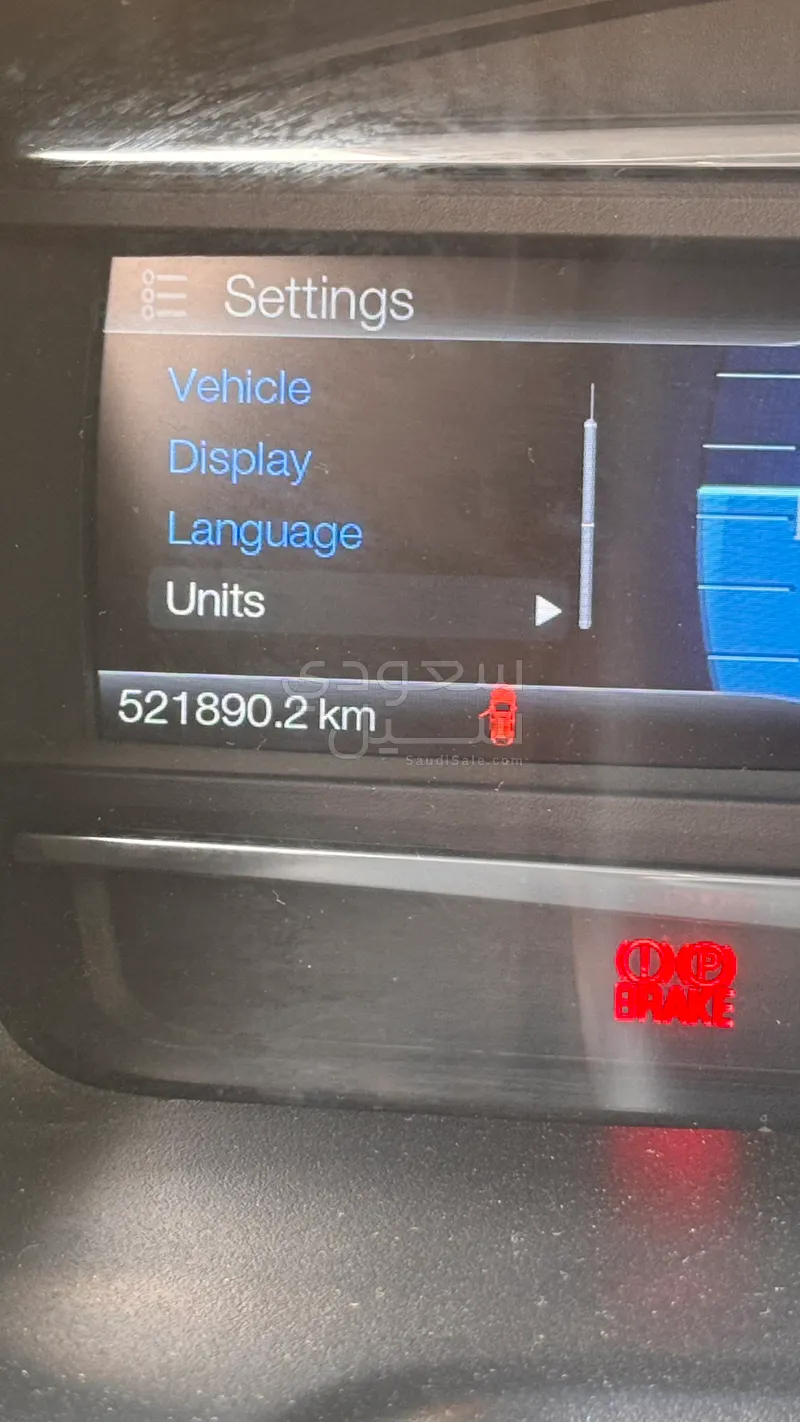 Settings
Vehicle
Display
Language
Units
521890.2 km
سعودي
سيل
SaudiSale.com
BRAKE